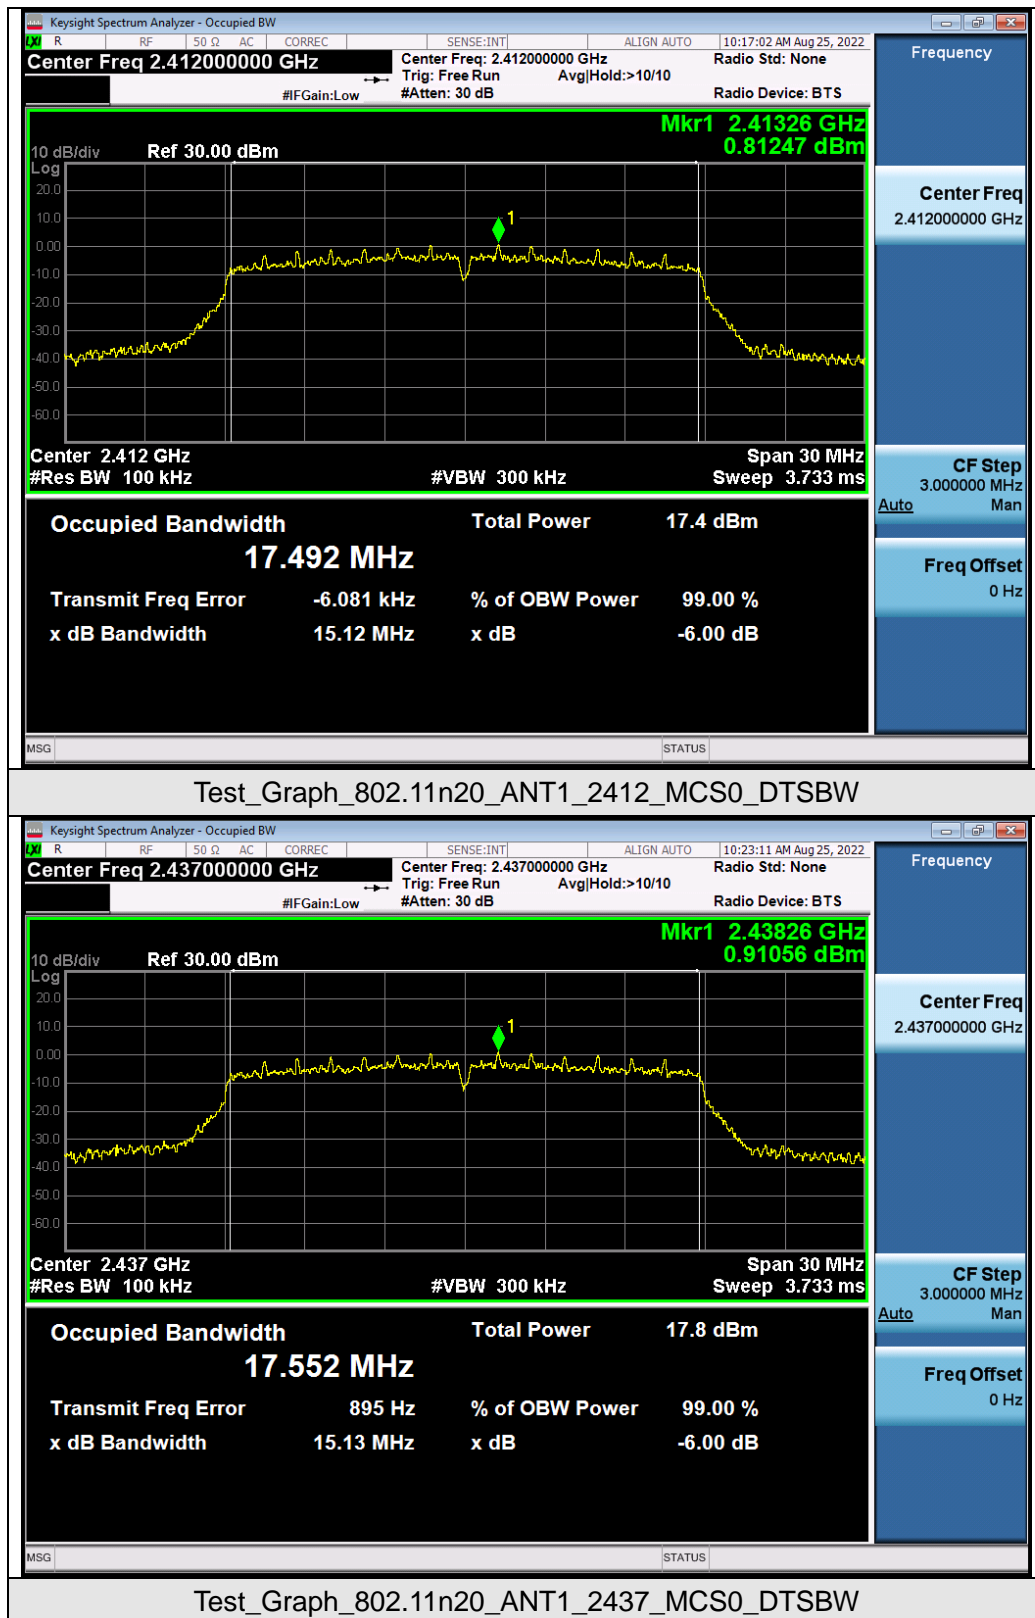 Keysight Spectrum Analyzer - Occupied BW
LXI R RF 50 Ω AC CORREC SENSE:INT ALIGN AUTO 10:17:02 AM Aug 25, 2022
Center Freq 2.412000000 GHz
Center Freq: 2.412000000 GHz
Radio Std: None
Trig: Free Run Avg|Hold:>10/10
#IFGain:Low #Atten: 30 dB Radio Device: BTS
Mkr1 2.41326 GHz
0.81247 dBm
10 dB/div Ref 30.00 dBm
Log
20.0
10.0
1
0.00
-10.0
-20.0
-30.0
-40.0
-50.0
-60.0
Center 2.412 GHz Span 30 MHz
#Res BW 100 kHz #VBW 300 kHz Sweep 3.733 ms
Occupied Bandwidth Total Power 17.4 dBm
17.492 MHz
Transmit Freq Error -6.081 kHz % of OBW Power 99.00 %
x dB Bandwidth 15.12 MHz x dB -6.00 dB
MSG STATUS
Frequency
Center Freq
2.412000000 GHz
CF Step
3.000000 MHz
Auto Man
Freq Offset
0 Hz
Test_Graph_802.11n20_ANT1_2412_MCS0_DTSBW
Keysight Spectrum Analyzer - Occupied BW
LXI R RF 50 Ω AC CORREC SENSE:INT ALIGN AUTO 10:23:11 AM Aug 25, 2022
Center Freq 2.437000000 GHz
Center Freq: 2.437000000 GHz
Radio Std: None
Trig: Free Run Avg|Hold:>10/10
#IFGain:Low #Atten: 30 dB Radio Device: BTS
Mkr1 2.43826 GHz
0.91056 dBm
10 dB/div Ref 30.00 dBm
Log
20.0
10.0
1
0.00
-10.0
-20.0
-30.0
-40.0
-50.0
-60.0
Center 2.437 GHz Span 30 MHz
#Res BW 100 kHz #VBW 300 kHz Sweep 3.733 ms
Occupied Bandwidth Total Power 17.8 dBm
17.552 MHz
Transmit Freq Error 895 Hz % of OBW Power 99.00 %
x dB Bandwidth 15.13 MHz x dB -6.00 dB
MSG STATUS
Frequency
Center Freq
2.437000000 GHz
CF Step
3.000000 MHz
Auto Man
Freq Offset
0 Hz
Test_Graph_802.11n20_ANT1_2437_MCS0_DTSBW